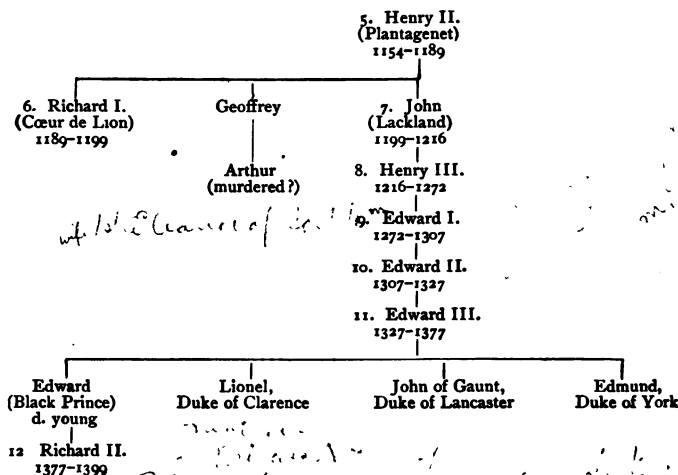 5. Henry II.
(Plantagenet)
1154–1189
6. Richard I.
(Cœur de Lion)
1189–1199
Geoffrey
7. John
(Lackland)
1199–1216
Arthur
(murdered?)
8. Henry III.
1216–1272
wife
9. Edward I.
1272–1307
10. Edward II.
1307–1327
11. Edward III.
1327–1377
Edward
(Black Prince)
d. young
Lionel,
Duke of Clarence
John of Gaunt,
Duke of Lancaster
Edmund,
Duke of York
12 Richard II.
1377–1399